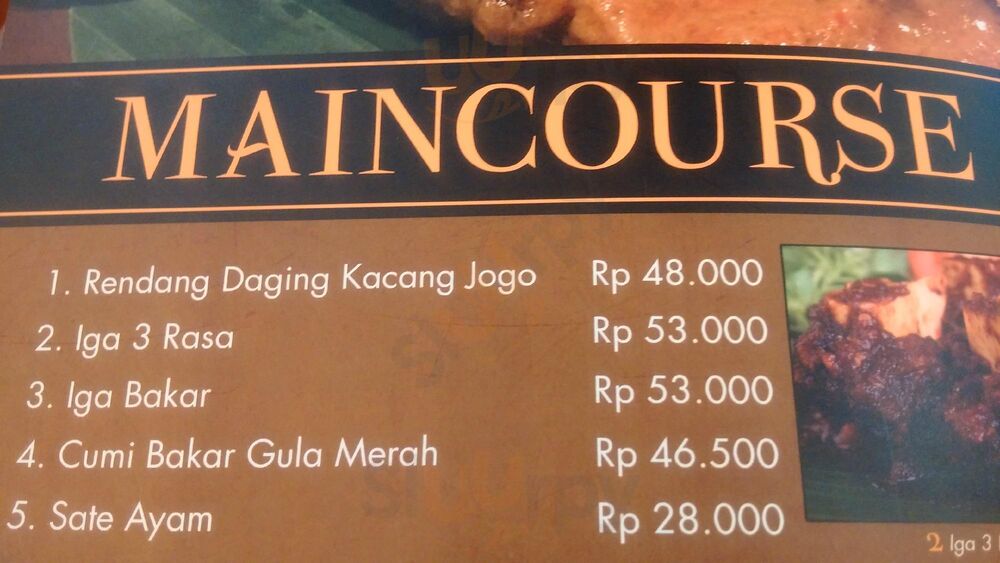 MAINCOURSE
1. Rendang Daging Kacang Jogo Rp 48.000
2. Iga 3 Rasa Rp 53.000
3. Iga Bakar Rp 53.000
4. Cumi Bakar Gula Merah Rp 46.500
5. Sate Ayam Rp 28.000
2 Iga 3